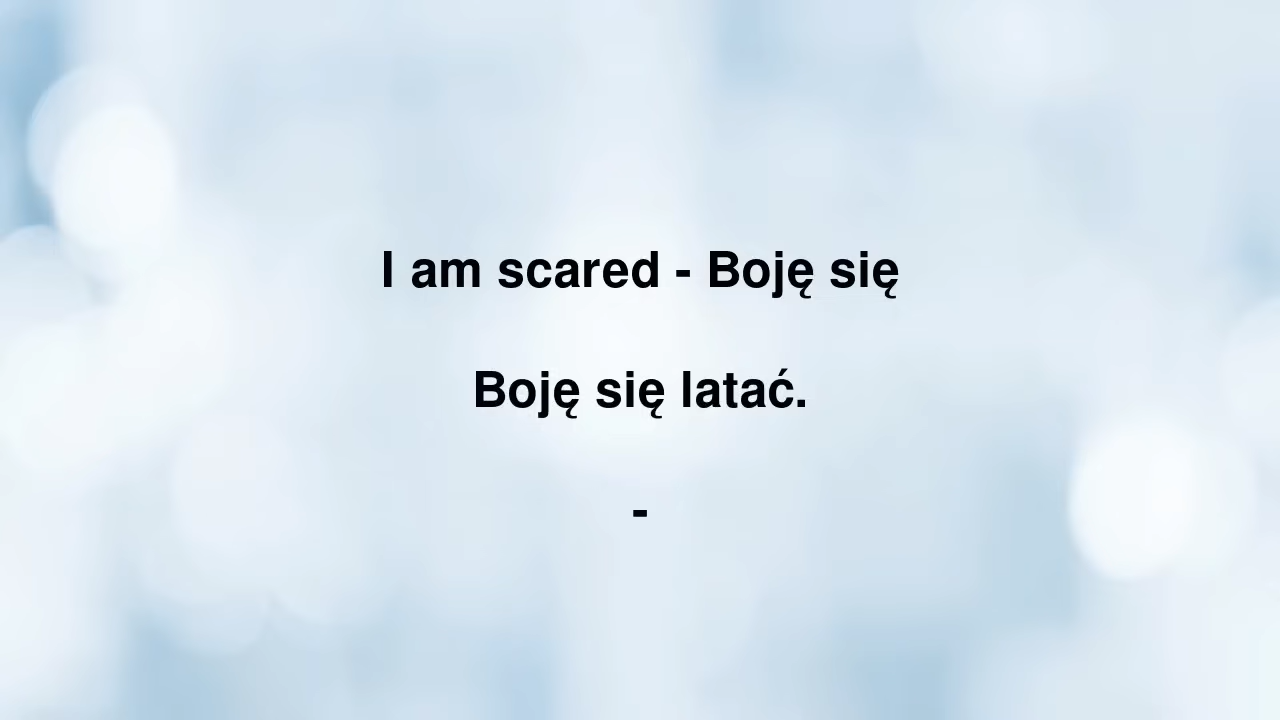 I am scared - Boję się
Boję się latać.
-